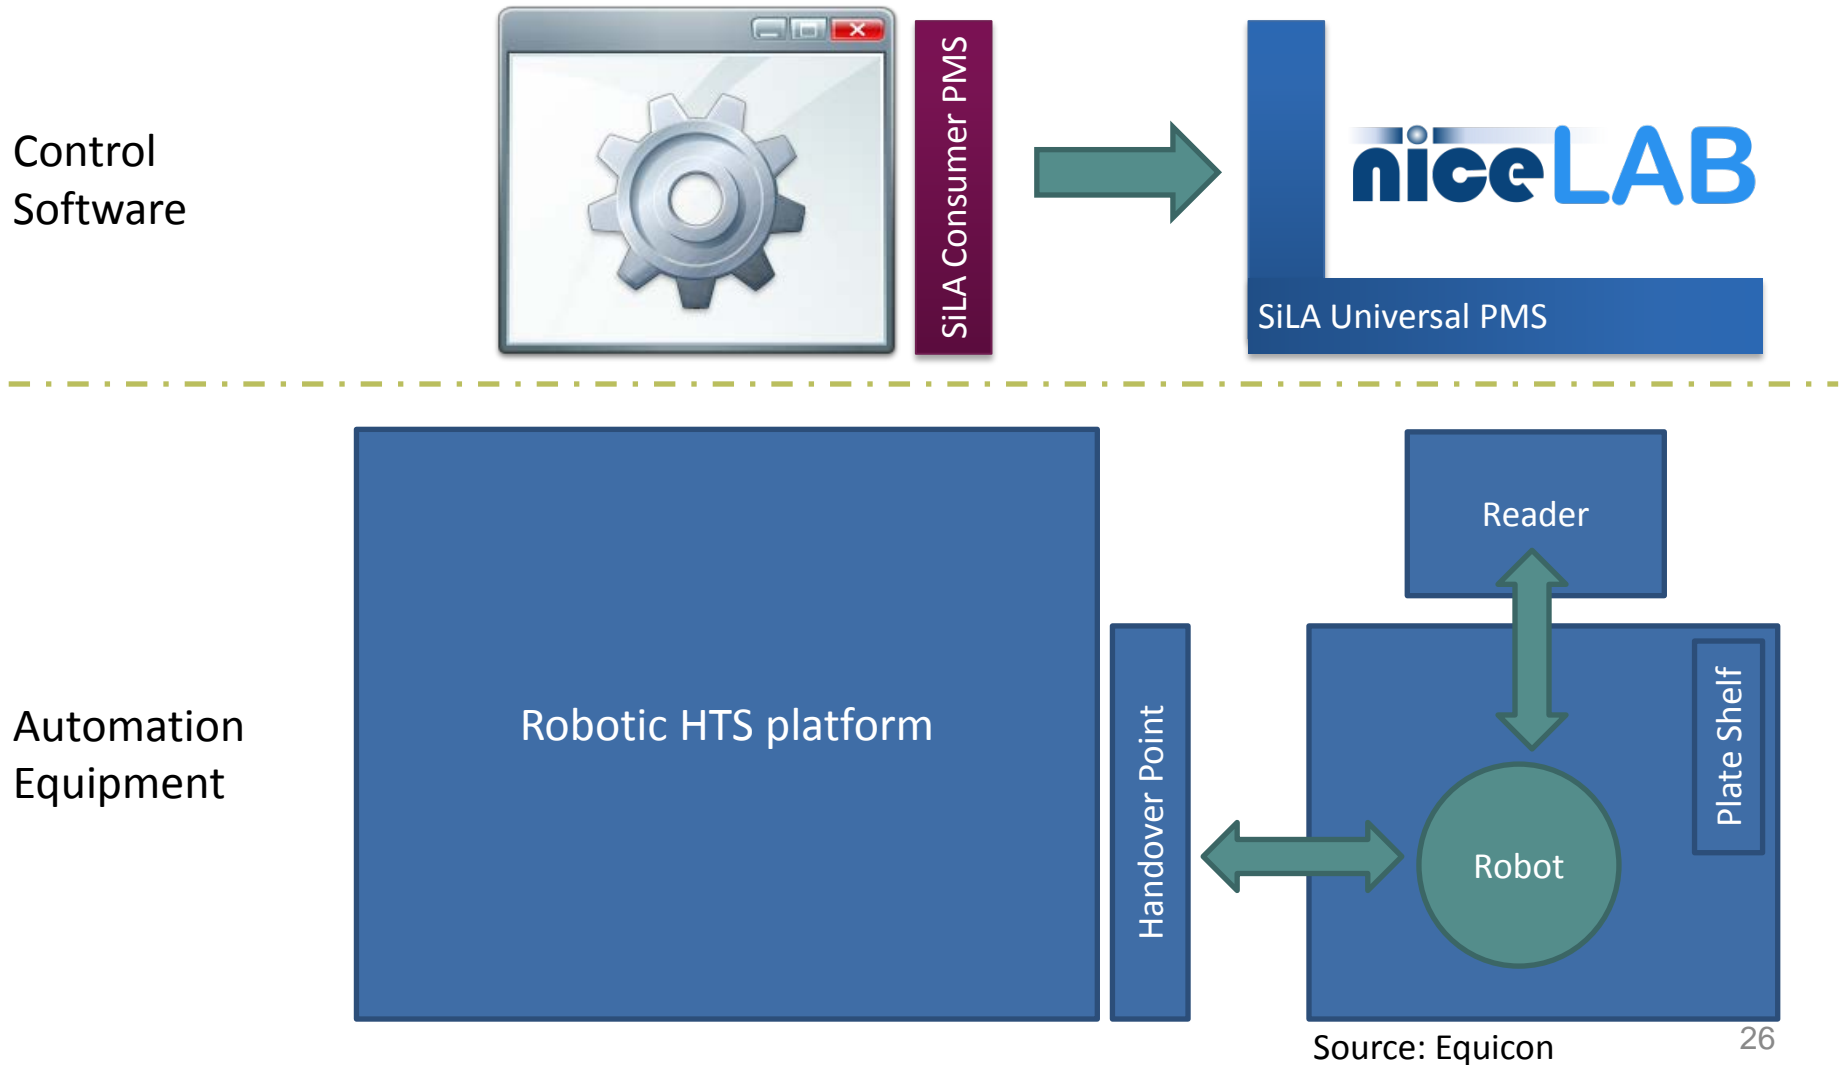 Control
Software
SiLA Consumer PMS
niceLAB
SiLA Universal PMS
Automation
Equipment
Robotic HTS platform
Handover Point
Reader
Plate Shelf
Robot
Source: Equicon
26